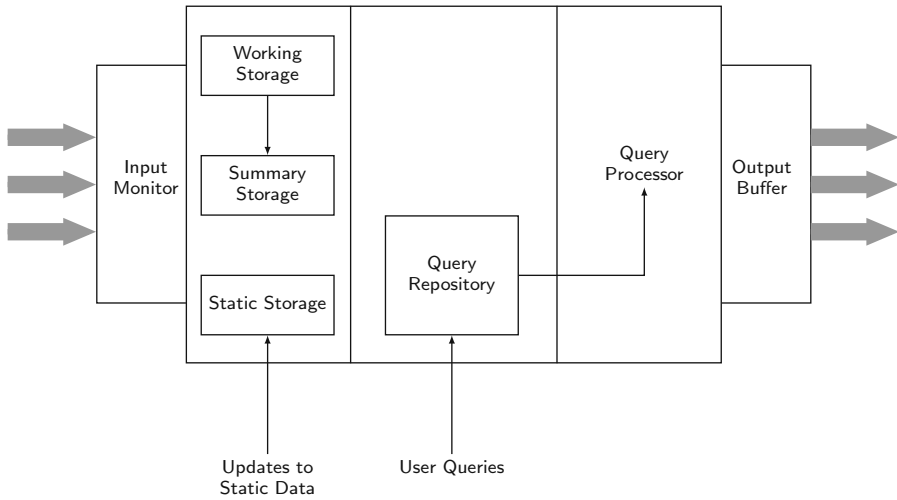 Working
Storage
Input
Monitor
Summary
Storage
Static Storage
Query
Repository
Query
Processor
Output
Buffer
Updates to
Static Data
User Queries